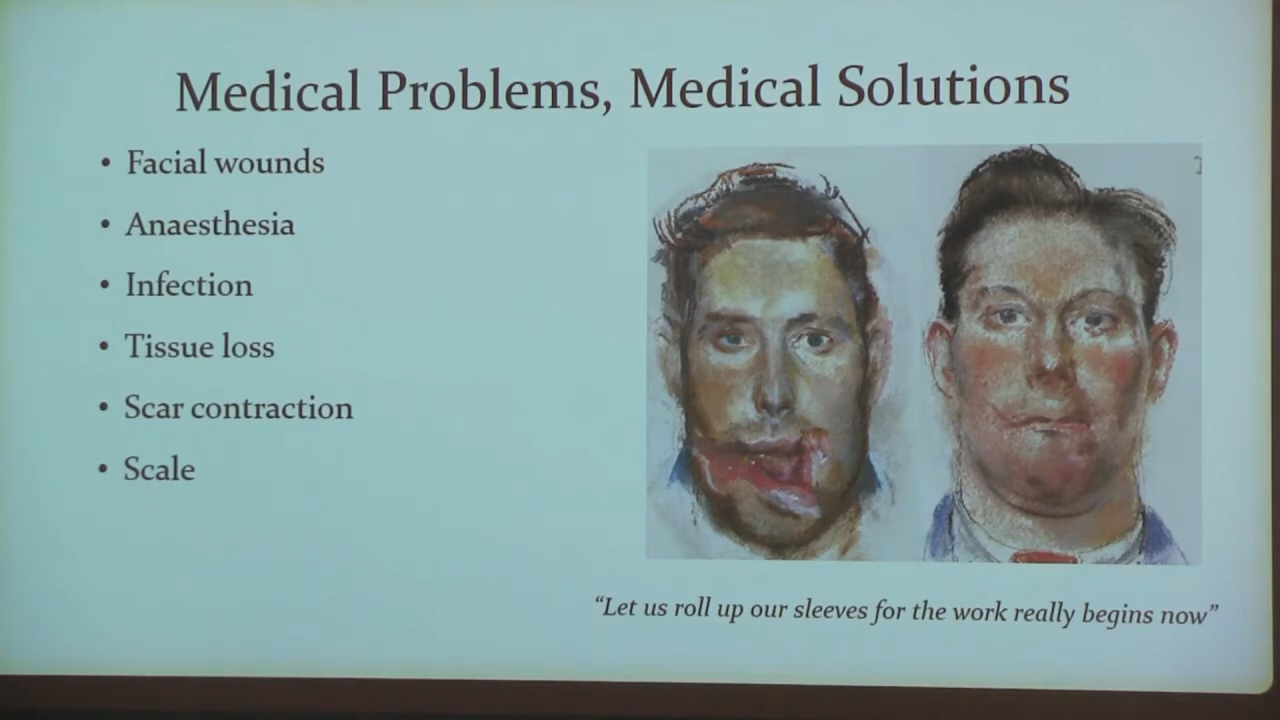 Medical Problems, Medical Solutions
• Facial wounds
• Anaesthesia
• Infection
• Tissue loss
• Scar contraction
• Scale
“Let us roll up our sleeves for the work really begins now”